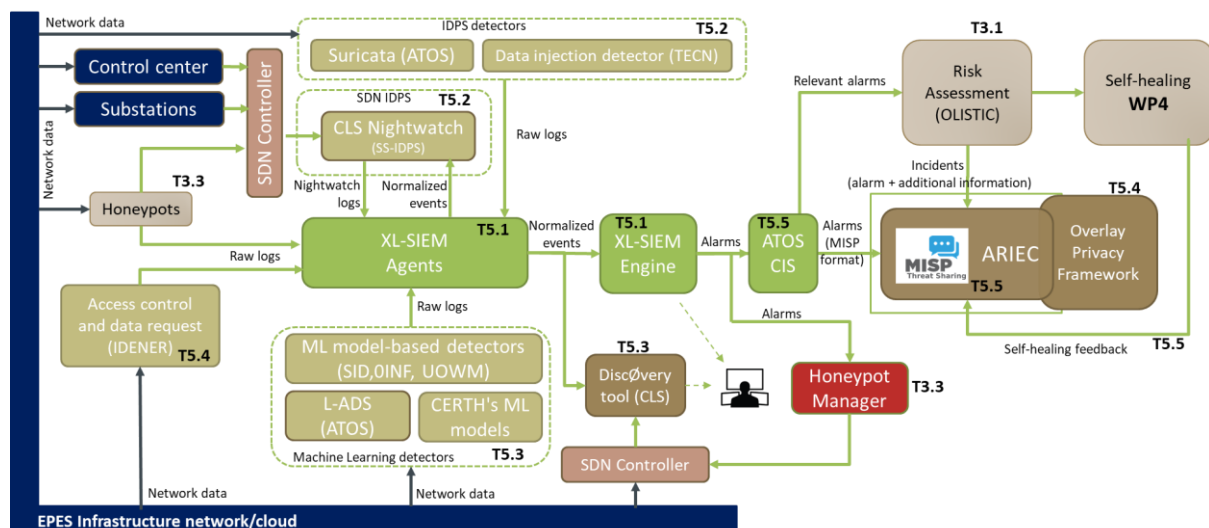 Network data
IDPS detectors
T5.2
Suricata (ATOS)
Data injection detector (TECN)
Control center
Substations
SDN Controller
SDN IDPS
T5.2
CLS Nightwatch
(SS-IDPS)
Raw logs
T3.1
Relevant alarms
Risk
Assessment
(OLISTIC)
Self-healing
WP4
Network data
T3.3
Honeypots
Nightwatch
logs
Normalized
events
Incidents
(alarm + additional information)
T5.4
Raw logs
XL-SIEM
Agents
T5.1
Normalized
events
T5.1
XL-SIEM
Engine
Alarms
T5.5
ATOS
CIS
Alarms
(MISP
format)
MISP
Threat Sharing
ARIEC
T5.5
Overlay
Privacy
Framework
Access control
and data request
(IDENER)
T5.4
Raw logs
Alarms
Self-healing feedback
T5.5
ML model-based detectors
(SID,0INF, UOWM)
L-ADS
(ATOS)
CERTH's ML
models
Machine Learning detectors
T5.3
T5.3
DiscØvery
tool (CLS)
Honeypot
Manager
T3.3
SDN Controller
Network data
Network data
EPES Infrastructure network/cloud